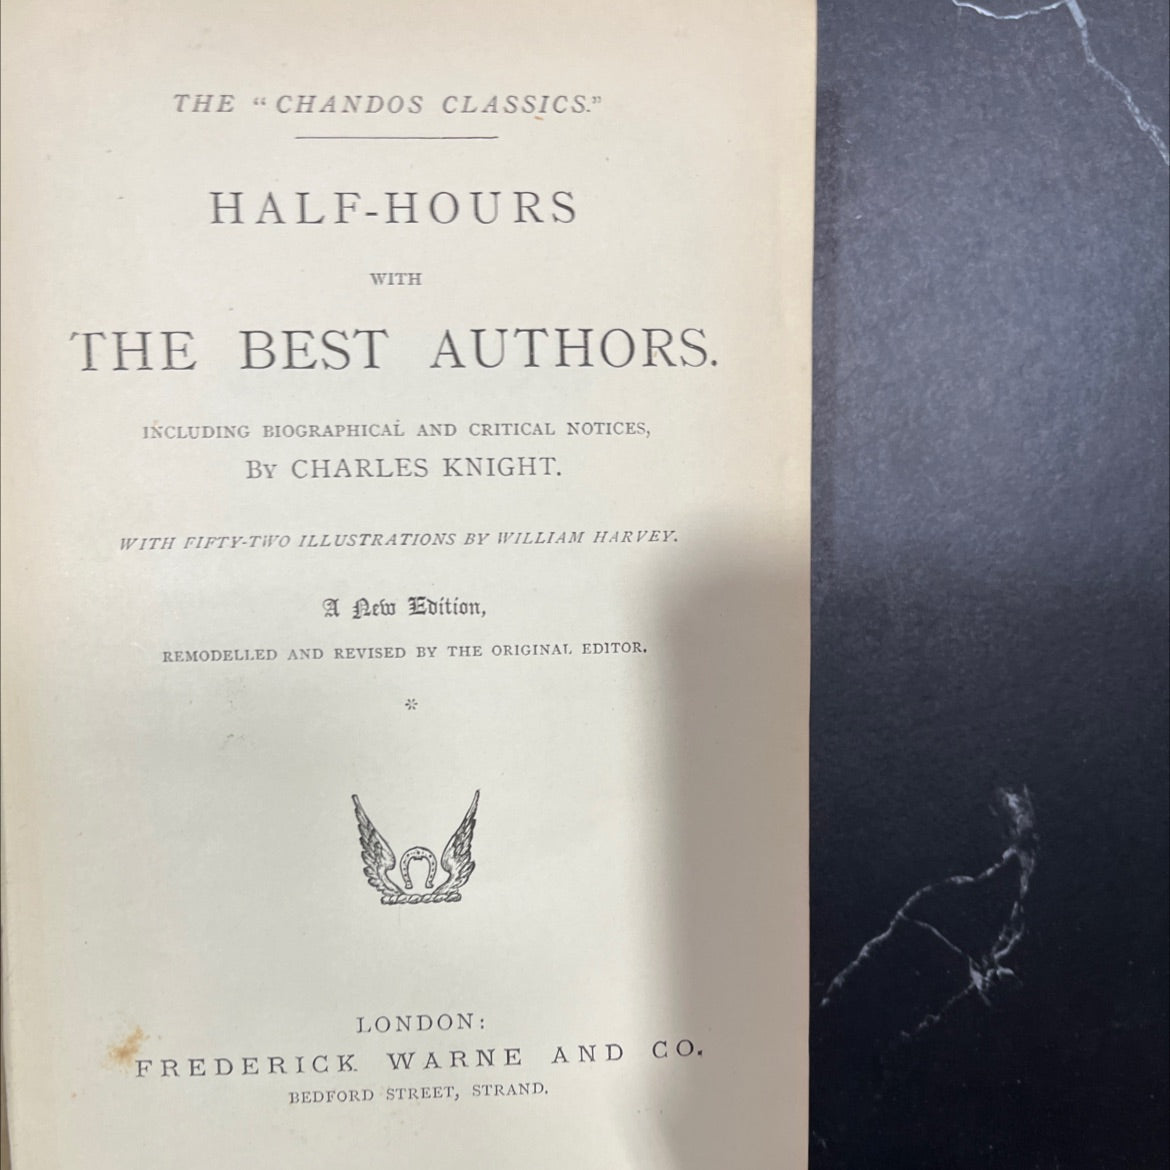 THE “CHANDOS CLASSICS.”
HALF-HOURS
WITH
THE BEST AUTHORS.
INCLUDING BIOGRAPHICAL AND CRITICAL NOTICES,
By CHARLES KNIGHT.
WITH FIFTY-TWO ILLUSTRATIONS BY WILLIAM HARVEY.
A New Edition,
REMODELLED AND REVISED BY THE ORIGINAL EDITOR.
*
LONDON:
FREDERICK WARNE AND CO.
BEDFORD STREET, STRAND.